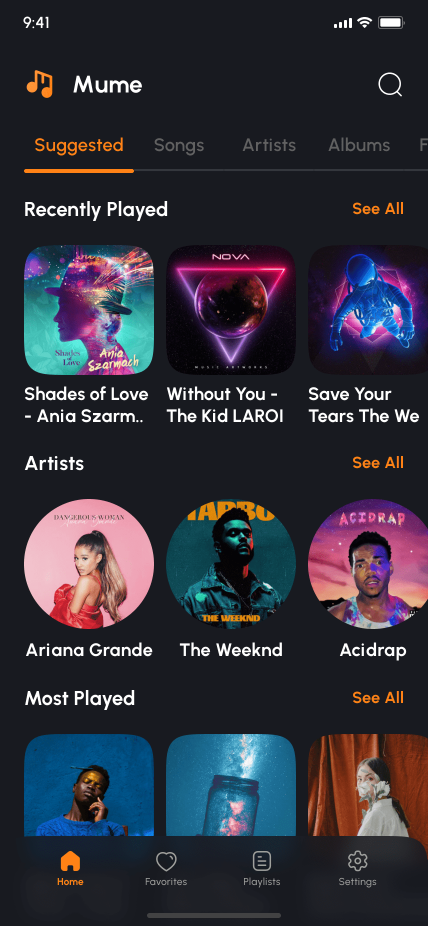 9:41
Mume
Suggested Songs Artists Albums F
Recently Played See All
Shades
of
Love
Ania
Szarmach
NOVA
MUSIC ARTWORKS
Shades of Love
- Ania Szarm..
Without You -
The Kid LAROI
Save Your
Tears The We
Artists See All
DANGEROUS WOMAN
STARBOY
THE WEEKND
ACIDRAP
Ariana Grande
The Weeknd
Acidrap
Most Played See All
Home Favorites Playlists Settings